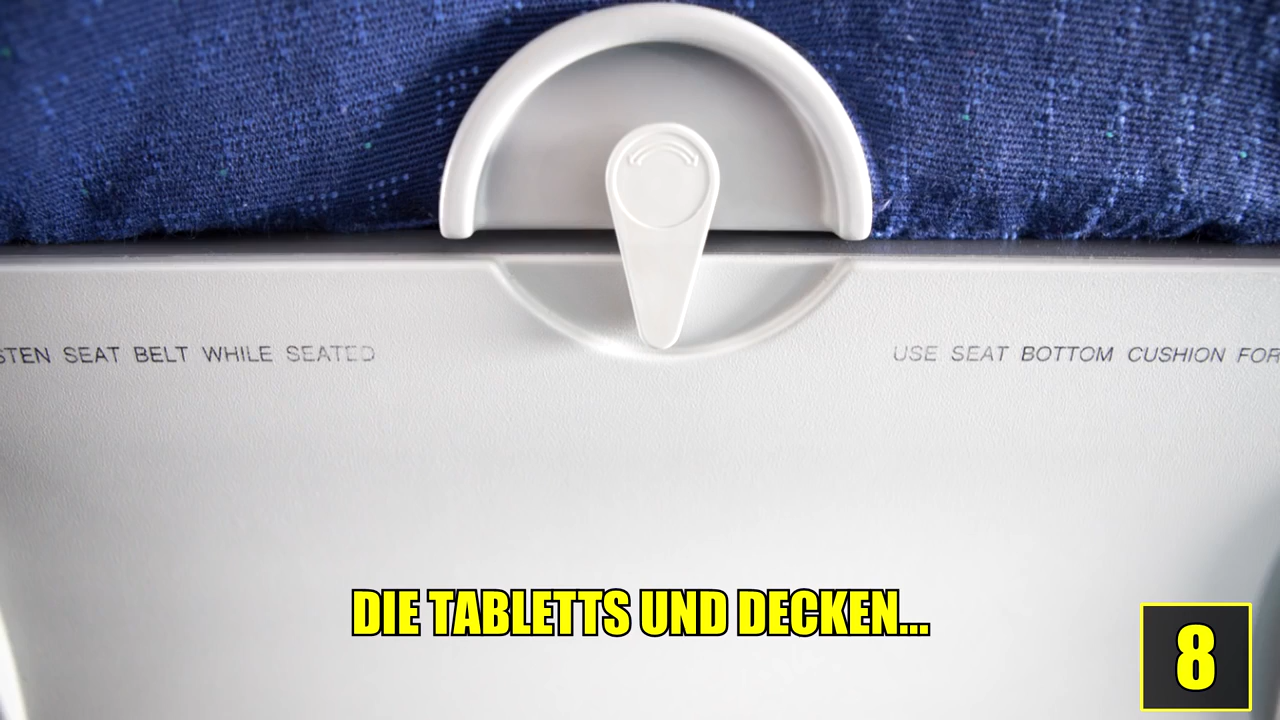 STEN SEAT BELT WHILE SEATED
USE SEAT BOTTOM CUSHION FOR
DIE TABLETTS UND DECKEN...
8